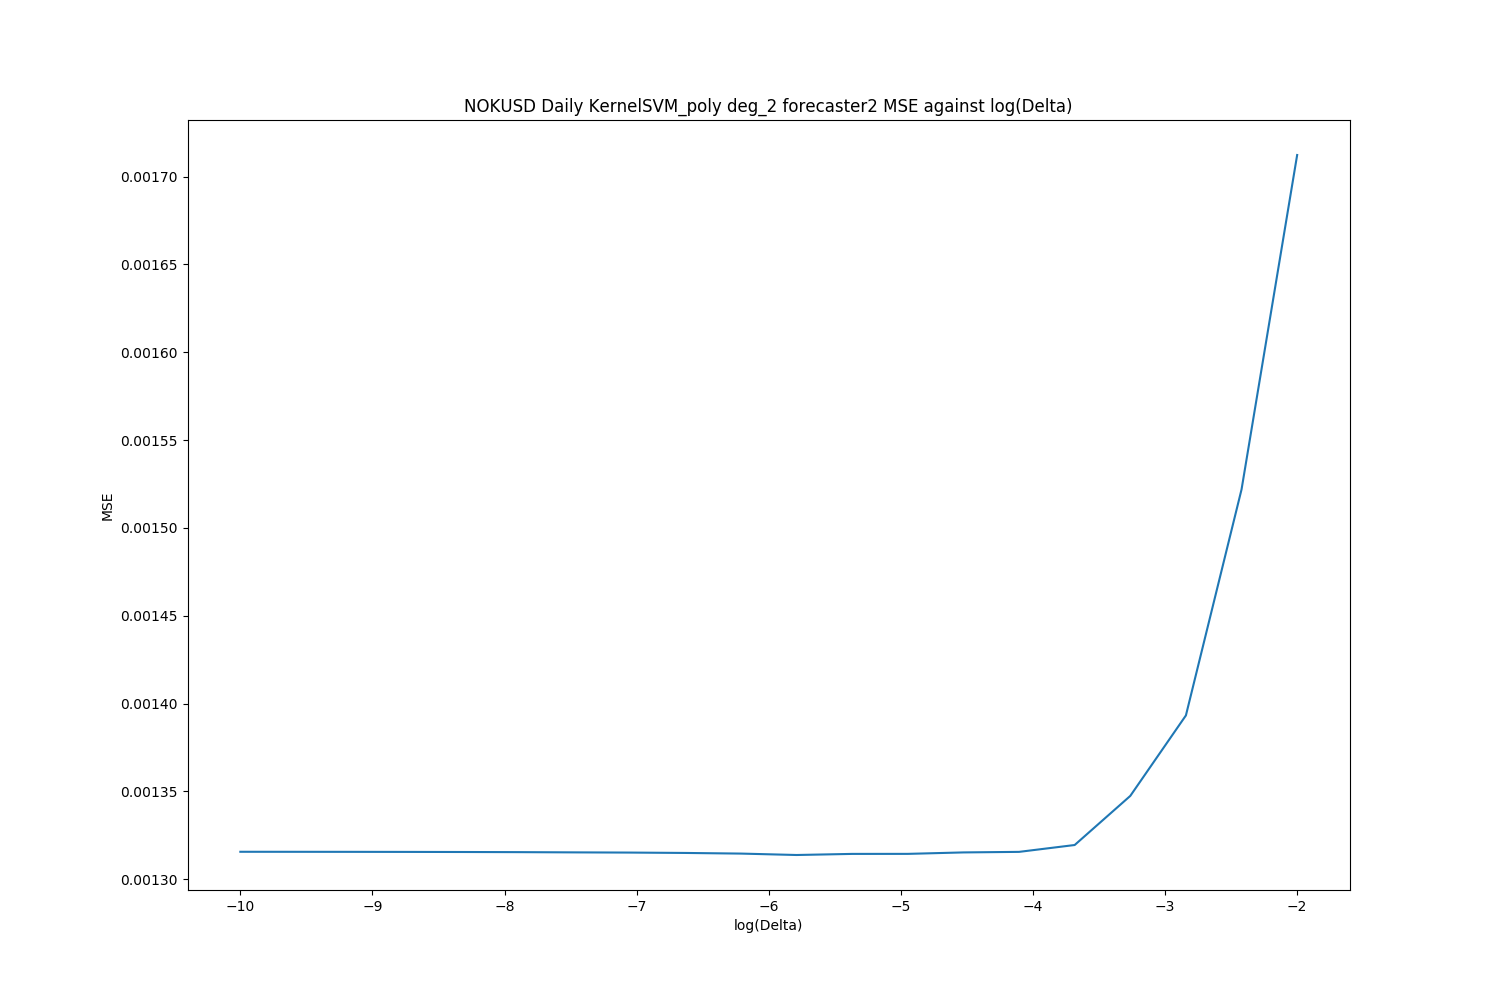 NOKUSD Daily KernelSVM_poly deg_2 forecaster2 MSE against log(Delta)
0.00170
0.00165
0.00160
0.00155
0.00150
0.00145
0.00140
0.00135
0.00130
MSE
−10 −9 −8 −7 −6 −5 −4 −3 −2
log(Delta)